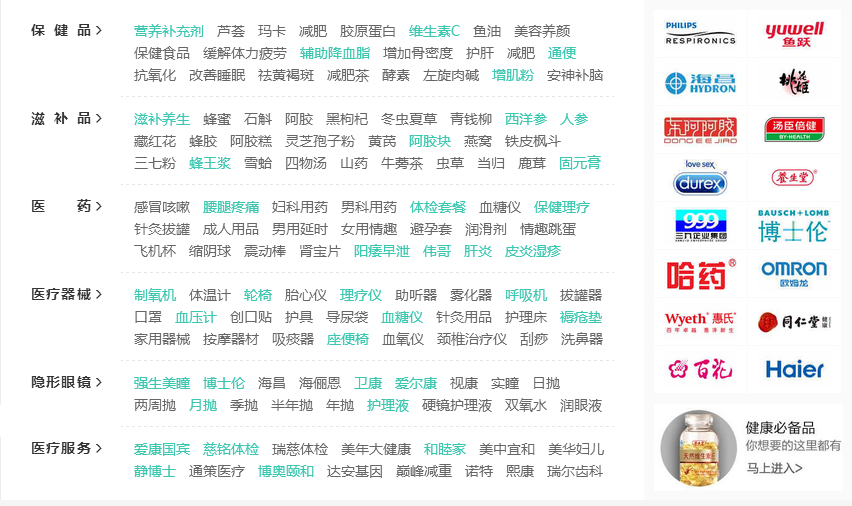 保健品 >
营养补充剂 芦荟 玛卡 减肥 胶原蛋白 维生素C 鱼油 美容养颜
保健食品 缓解体力疲劳 辅助降血脂 增加骨密度 护肝 减肥 通便
抗氧化 改善睡眠 祛黄褐斑 减肥茶 酵素 左旋肉碱 增肌粉 安神补脑
滋补品 >
滋补养生 蜂蜜 石斛 阿胶 黑枸杞 冬虫夏草 青钱柳 西洋参 人参
藏红花 蜂胶 阿胶糕 灵芝孢子粉 黄芪 阿胶块 燕窝 铁皮枫斗
三七粉 蜂王浆 雪蛤 四物汤 山药 牛蒡茶 虫草 当归 鹿茸 固元膏
医药 >
感冒咳嗽 腰腿疼痛 妇科用药 男科用药 体检套餐 血糖仪 保健理疗
针灸拔罐 成人用品 男用延时 女用情趣 避孕套 润滑剂 情趣跳蛋
飞机杯 缩阴球 震动棒 肾宝片 阳痿早泄 伟哥 肝炎 皮炎湿疹
医疗器械 >
制氧机 体温计 轮椅 胎心仪 理疗仪 助听器 雾化器 呼吸机 拔罐器
口罩 血压计 创口贴 护具 导尿袋 血糖仪 针灸用品 护理床 褥疮垫
家用器械 按摩器材 吸痰器 座便椅 血氧仪 颈椎治疗仪 刮痧 洗鼻器
隐形眼镜 >
强生美瞳 博士伦 海昌 海俪恩 卫康 爱尔康 视康 实瞳 日抛
两周抛 月抛 季抛 半年抛 年抛 护理液 硬镜护理液 双氧水 润眼液
医疗服务 >
爱康国宾 慈铭体检 瑞慈体检 美年大健康 和睦家 美中宜和 美华妇儿
静博士 通策医疗 博奥颐和 达安基因 巅峰减重 诺特 熙康 瑞尔齿科
PHILIPS
RESPIRONICS
yuwell
鱼跃
海昌
HYDRON
桃花姬
东阿阿胶
DONG E E JIAO
汤臣倍健
BY-HEALTH
love sex
durex
养生堂
999
三九企业集团
BAUSCH+LOMB
博士伦
哈药
OMRON
欧姆龙
Wyeth 惠氏
百年卓越 惠泽新生
同仁堂 健康
百花
Haier
天然维生素E
健康必备品
你想要的这里都有
马上进入>